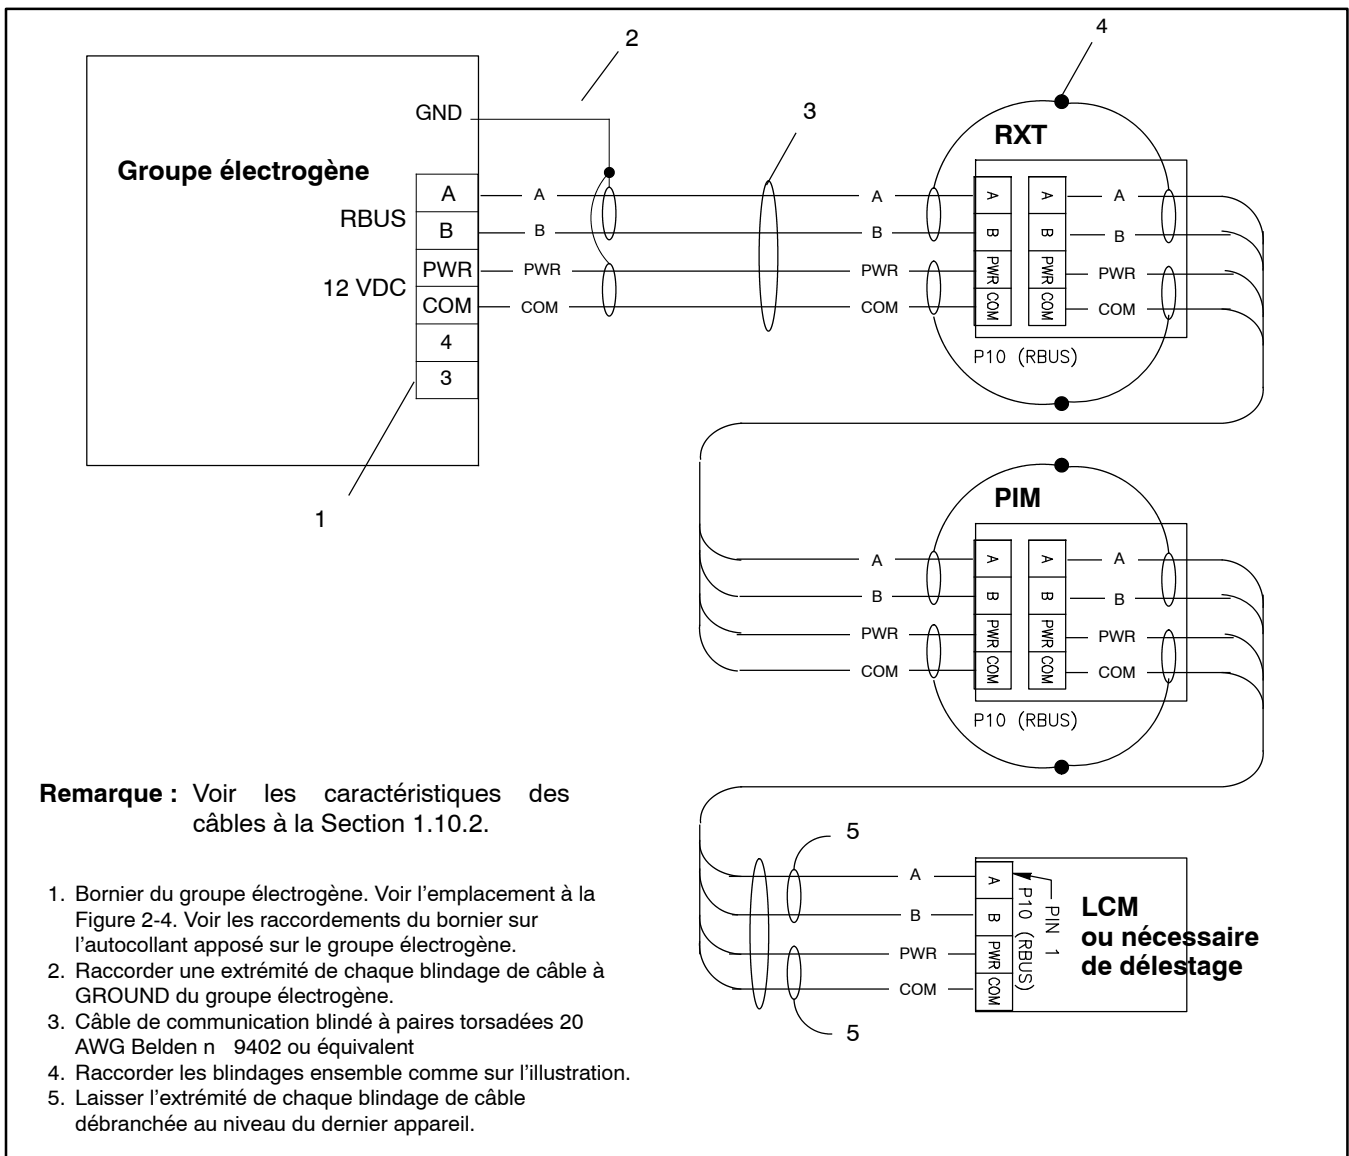 2
4
GND
3
RXT
Groupe électrogène
RBUS
12 VDC
A
B
PWR
COM
4
3
A
B
PWR
COM
A
B
PWR
COM
A
B
PWR
COM
A
B
PWR
COM
A
B
PWR
COM
P10 (RBUS)
1
PIM
A
B
PWR
COM
A
B
PWR
COM
A
B
PWR
COM
A
B
PWR
COM
P10 (RBUS)
Remarque : Voir les caractéristiques des
câbles à la Section 1.10.2.
5
A
B
PWR
COM
A
B
PWR
COM
P10 (RBUS)
PIN 1
LCM
ou nécessaire
de délestage
5
1. Bornier du groupe électrogène. Voir l'emplacement à la
Figure 2-4. Voir les raccordements du bornier sur
l'autocollant apposé sur le groupe électrogène.
2. Raccorder une extrémité de chaque blindage de câble à
GROUND du groupe électrogène.
3. Câble de communication blindé à paires torsadées 20
AWG Belden n 9402 ou équivalent
4. Raccorder les blindages ensemble comme sur l'illustration.
5. Laisser l'extrémité de chaque blindage de câble
débranchée au niveau du dernier appareil.